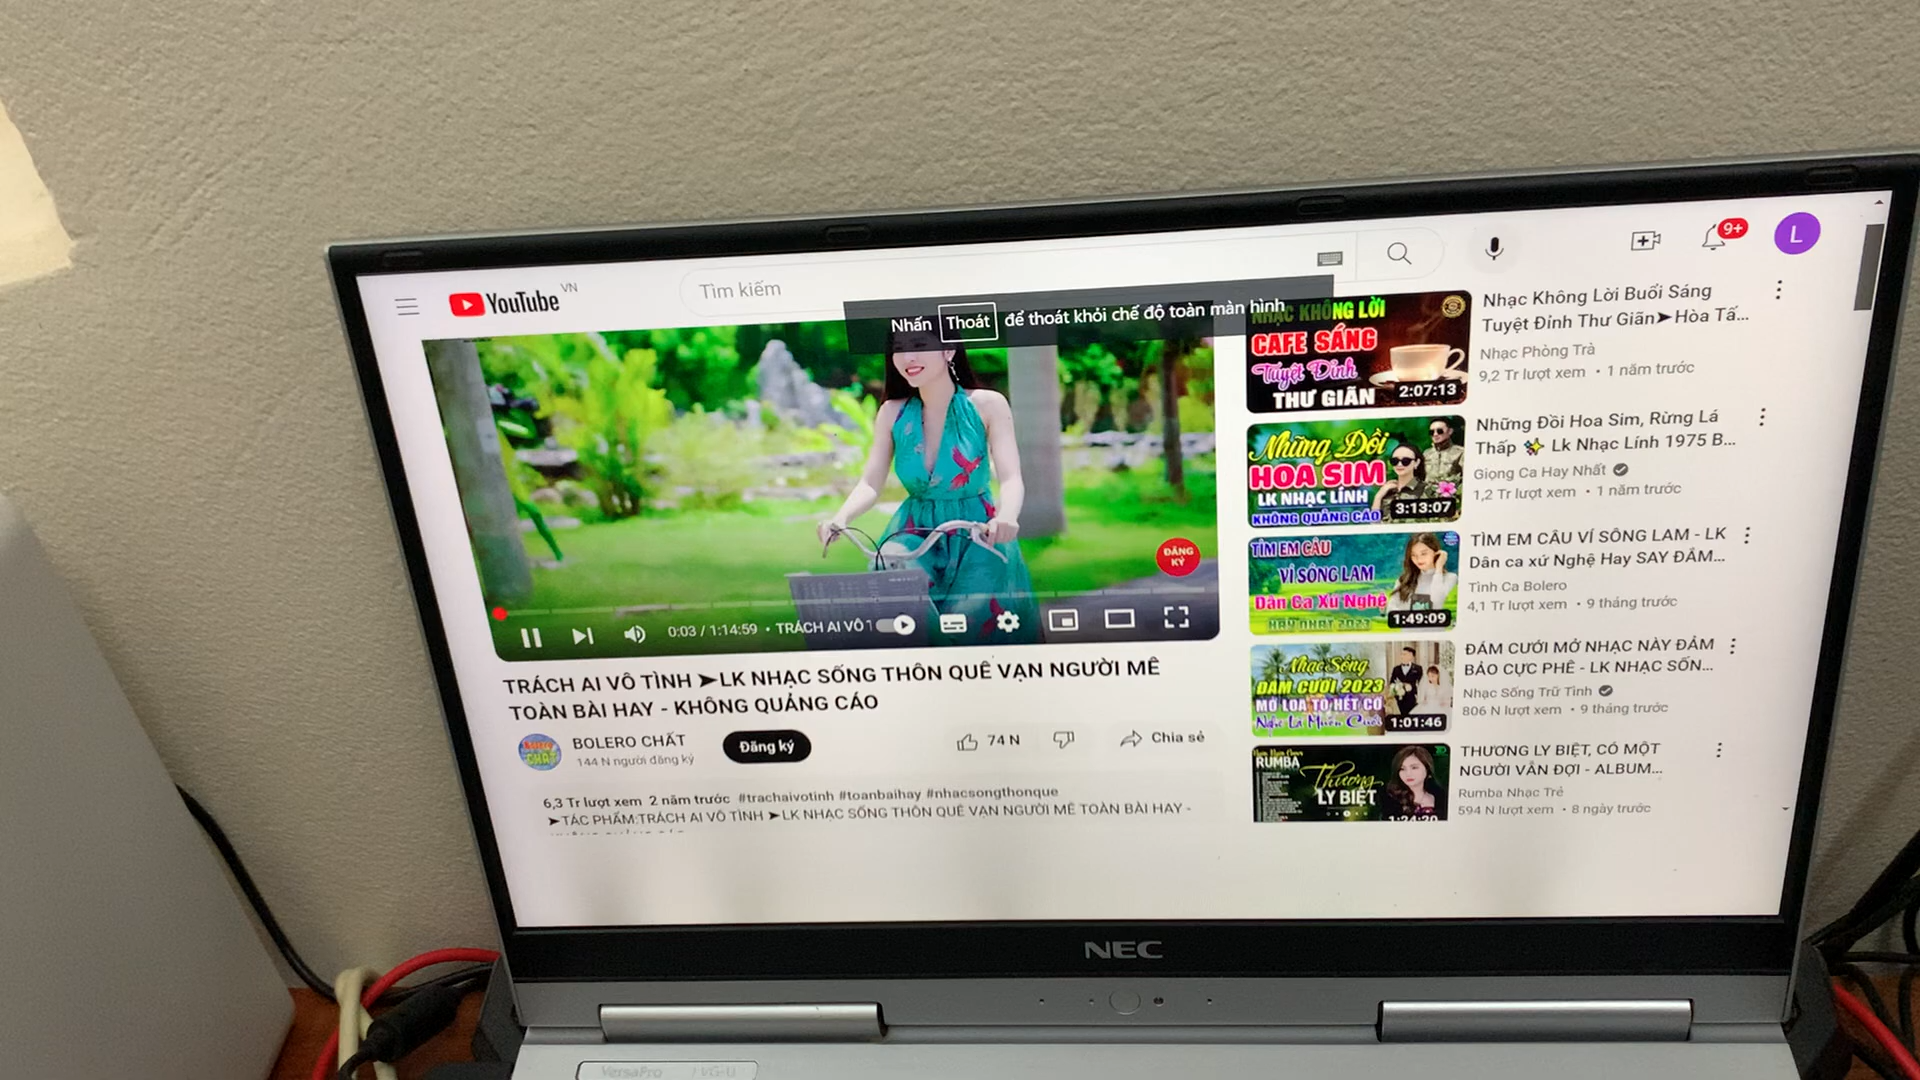 YouTube VN
Tìm kiếm
9+
L
Nhấn Thoát để thoát khỏi chế độ toàn màn hình
ĐĂNG
KÝ
0:03 / 1:14:59 • TRÁCH AI VÔ T
TRÁCH AI VÔ TÌNH ➤LK NHẠC SỐNG THÔN QUÊ VẠN NGƯỜI MÊ
TOÀN BÀI HAY - KHÔNG QUẢNG CÁO
BOLERO CHẤT
144 N người đăng ký
Đăng ký
74 N
Chia sẻ
6,3 Tr lượt xem 2 năm trước #trachaivotinh #toanbaihay #nhacsongthonque
➤TÁC PHẨM:TRÁCH AI VÔ TÌNH ➤LK NHẠC SỐNG THÔN QUÊ VẠN NGƯỜI MÊ TOÀN BÀI HAY -
NHẠC KHÔNG LỜI
CAFE SÁNG
Tuyệt Đỉnh
THƯ GIÃN
2:07:13
Nhạc Không Lời Buổi Sáng
Tuyệt Đỉnh Thư Giãn➤Hòa Tấ...
Nhạc Phòng Trà
9,2 Tr lượt xem • 1 năm trước
Những Đồi
HOA SIM
LK NHẠC LÍNH
KHÔNG QUẢNG CÁO
3:13:07
Những Đồi Hoa Sim, Rừng Lá
Thấp ✨ Lk Nhạc Lính 1975 B...
Giọng Ca Hay Nhất
1,2 Tr lượt xem • 1 năm trước
TÌM EM CÂU
VÍ SÔNG LAM
Dân Ca Xứ Nghệ
HAY NHẤT 2023
1:49:09
TÌM EM CÂU VÍ SÔNG LAM - LK
Dân ca xứ Nghệ Hay SAY ĐẮM...
Tình Ca Bolero
4,1 Tr lượt xem • 9 tháng trước
Nhạc Sống
ĐÁM CƯỚI 2023
MỞ LOA TO HẾT CỠ
Nghe Là Muốn Cưới
1:01:46
ĐÁM CƯỚI MỞ NHẠC NÀY ĐẢM
BẢO CỰC PHÊ - LK NHẠC SỐN...
Nhạc Sống Trữ Tình
806 N lượt xem • 9 tháng trước
RUMBA
Thương
LY BIỆT
1:24:20
THƯƠNG LY BIỆT, CÓ MỘT
NGƯỜI VẪN ĐỢI - ALBUM...
Rumba Nhạc Trẻ
594 N lượt xem • 8 ngày trước
NEC
VersaPro
VG-U